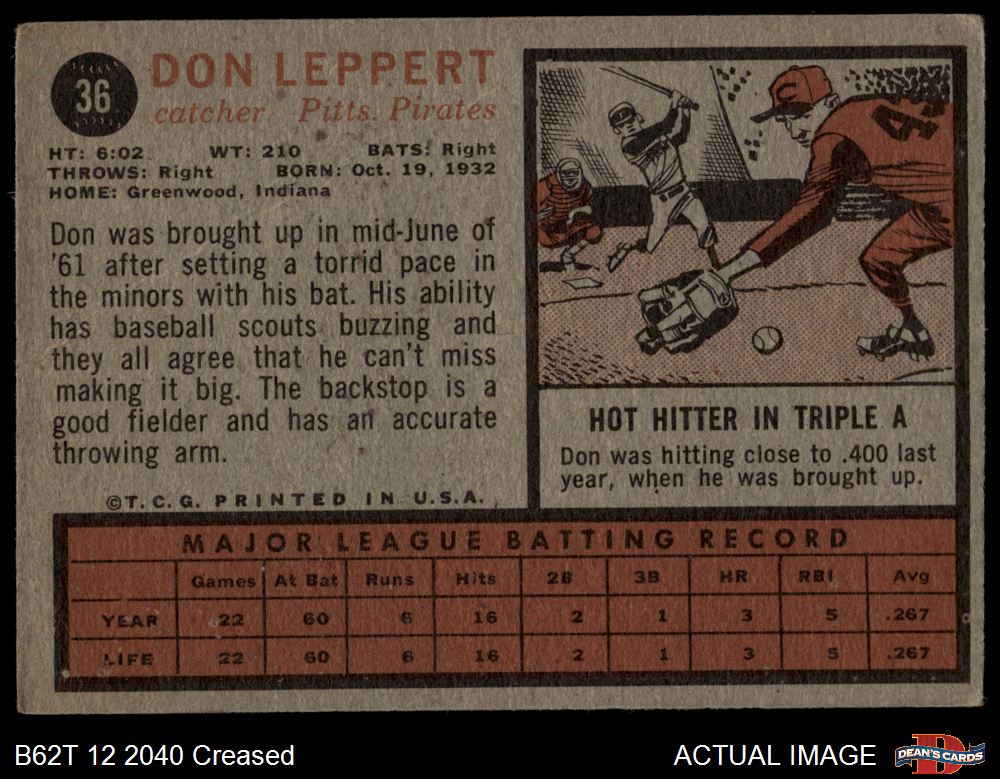 36
DON LEPPERT
catcher Pitts. Pirates
HT: 6:02 WT: 210 BATS: Right
THROWS: Right BORN: Oct. 19, 1932
HOME: Greenwood, Indiana
Don was brought up in mid-June of
'61 after setting a torrid pace in
the minors with his bat. His ability
has baseball scouts buzzing and
they all agree that he can't miss
making it big. The backstop is a
good fielder and has an accurate
throwing arm.
©T.C.G. PRINTED IN U.S.A.
C
4
HOT HITTER IN TRIPLE A
Don was hitting close to .400 last
year, when he was brought up.
MAJOR LEAGUE BATTING RECORD
Games At Bat Runs Hits 2B 3B HR RBI Avg
YEAR 22 60 6 16 2 1 3 5 .267
LIFE 22 60 6 16 2 1 3 5 .267
B62T 12 2040 Creased
ACTUAL IMAGE
DEAN'S CARDS